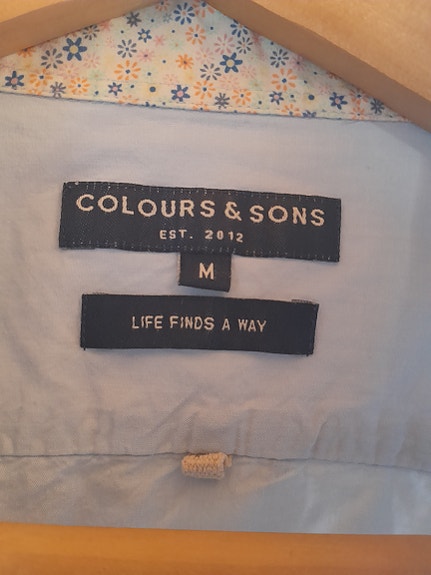 COLOURS & SONS
EST. 2012
M
LIFE FINDS A WAY